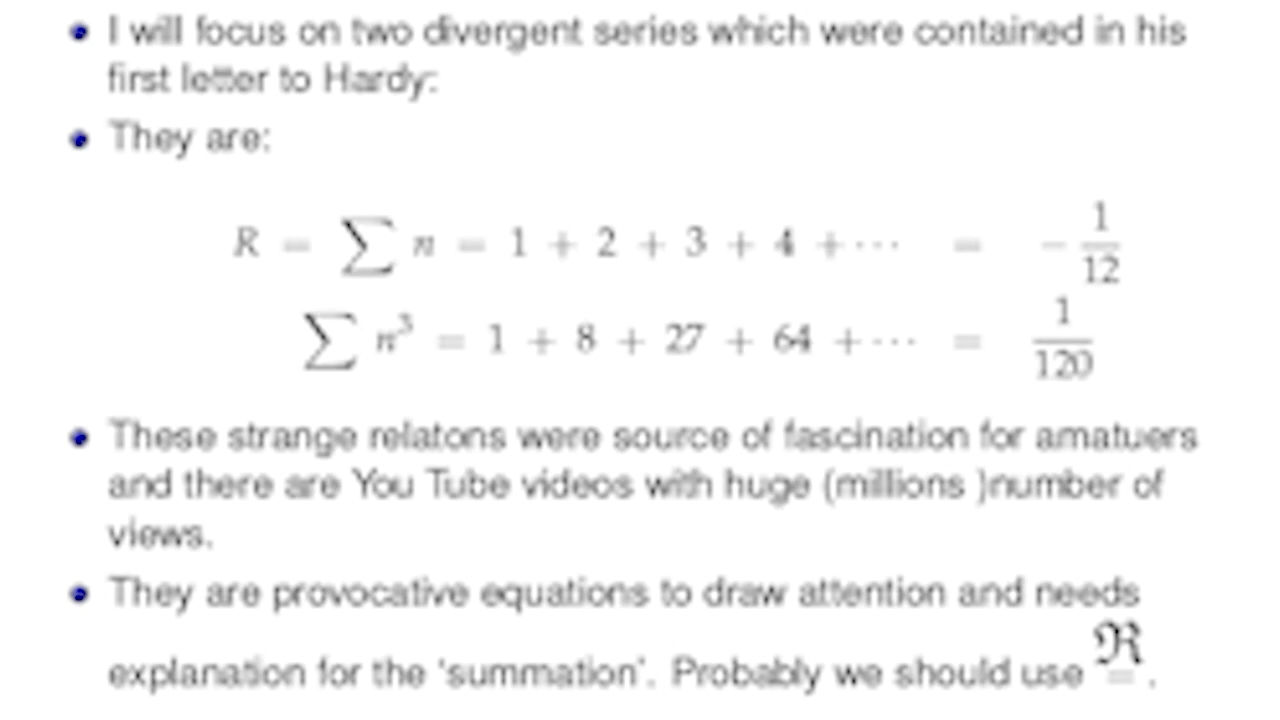 • I will focus on two divergent series which were contained in his
first letter to Hardy:
• They are:
R = ∑ n = 1 + 2 + 3 + 4 + ⋯ = − 1/12
∑ n³ = 1 + 8 + 27 + 64 + ⋯ = 1/120
• These strange relatons were source of fascination for amatuers
and there are You Tube videos with huge (millions )number of
views.
• They are provocative equations to draw attention and needs
explanation for the 'summation'. Probably we should use ℜ= .